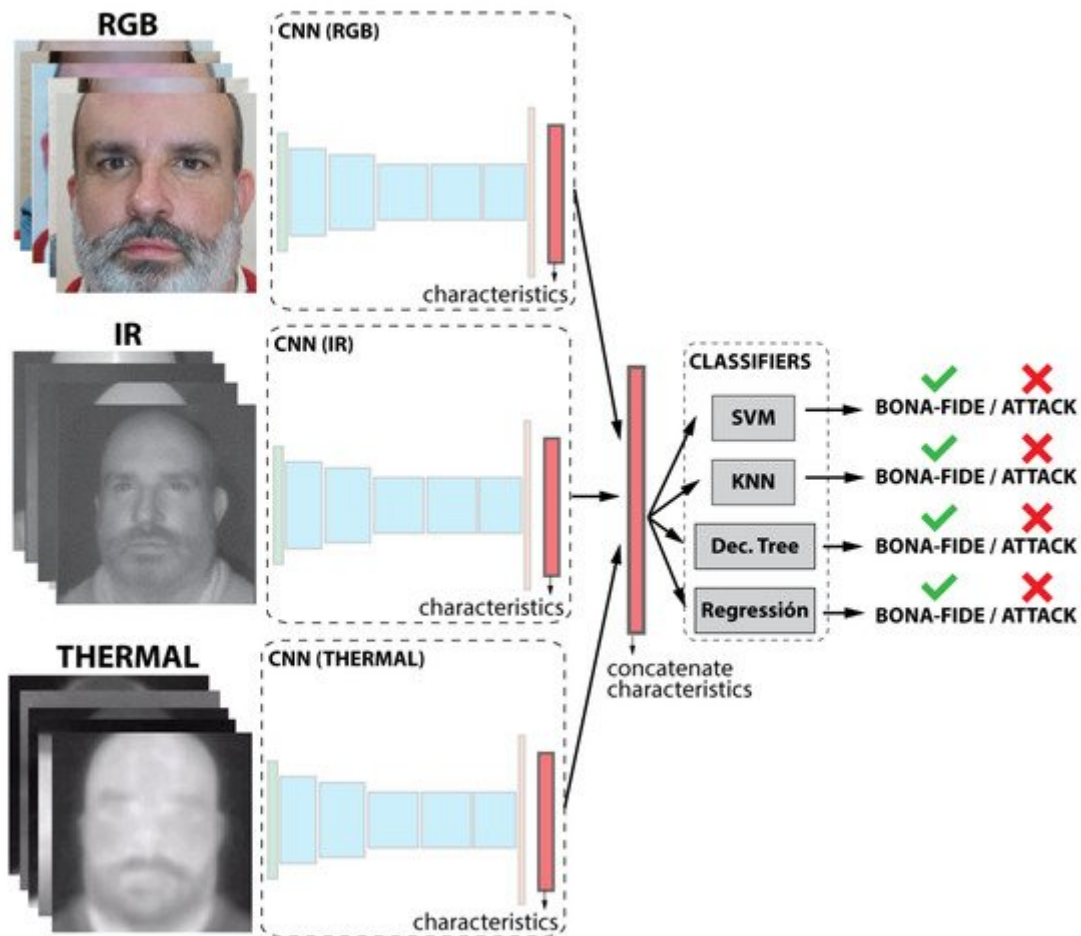 RGB
CNN (RGB)
characteristics
IR
CNN (IR)
characteristics
THERMAL
CNN (THERMAL)
characteristics
concatenate
characteristics
CLASSIFIERS
SVM
BONA-FIDE / ATTACK
KNN
BONA-FIDE / ATTACK
Dec. Tree
BONA-FIDE / ATTACK
Regressión
BONA-FIDE / ATTACK